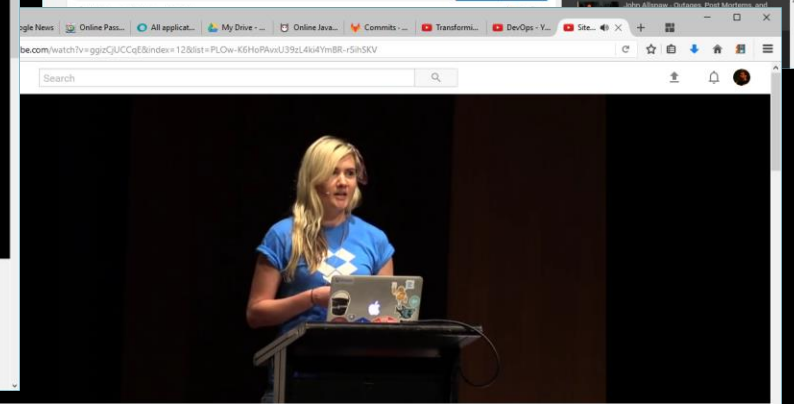 John Allspaw - Outages, Post Mortems, and
ogle News Online Pass... All applicat... My Drive - ... Online Java... Commits · ... Transformi... DevOps - Y... Site...
be.com/watch?v=ggizCjUCCqE&index=12&list=PLOw-K6HoPAvxU39zL4ki4YmBR-r5ihSKV
Search